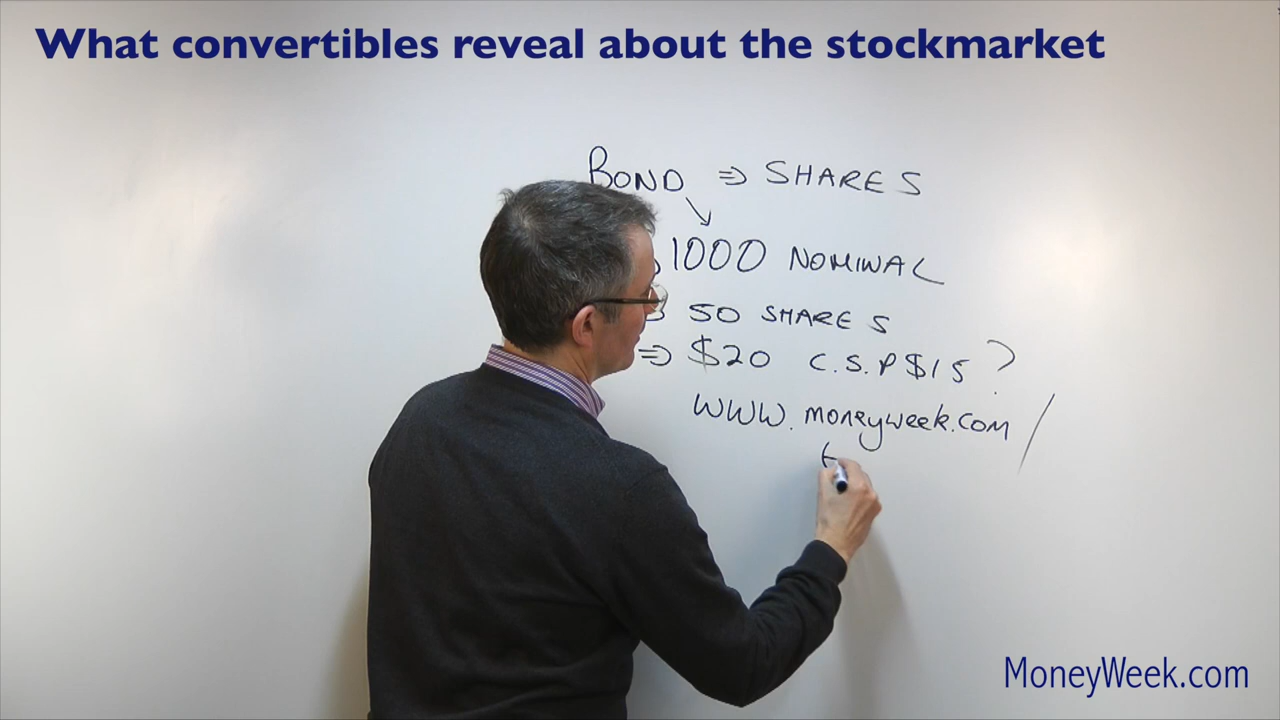 What convertibles reveal about the stockmarket
BOND ⇒ SHARES
1000 NOMINAL
50 SHARES
⇒ $20 C.S.P $15 ?
www.moneyweek.com/
MoneyWeek.com